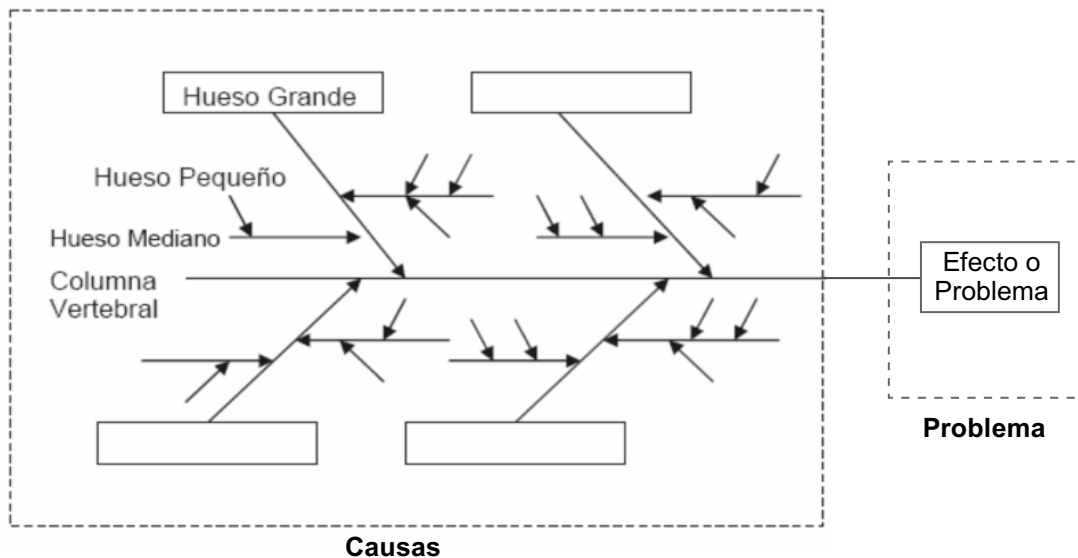 Hueso Grande
Hueso Pequeño
Hueso Mediano
Columna
Vertebral
Efecto o
Problema
Problema
Causas